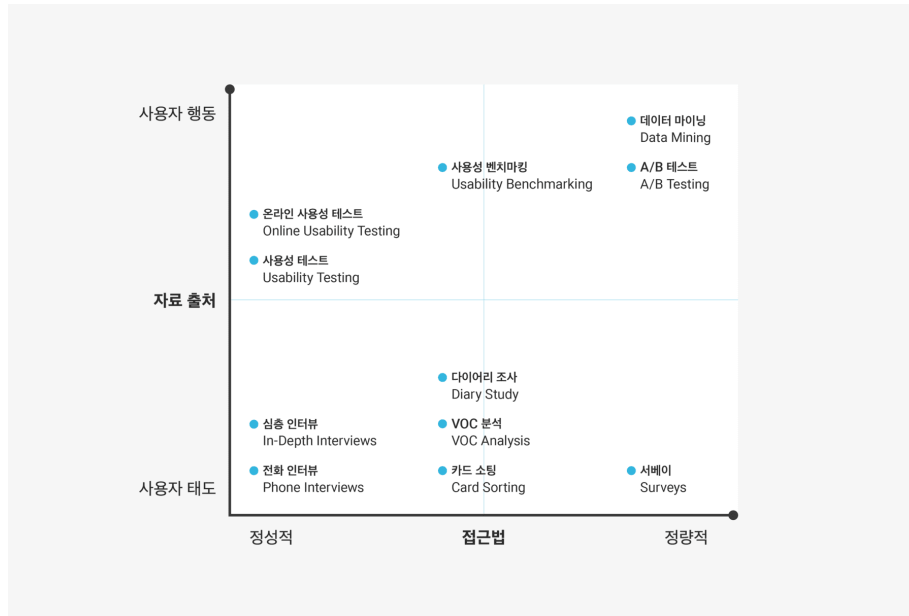 사용자 행동
데이터 마이닝
Data Mining
사용성 벤치마킹
Usability Benchmarking
A/B 테스트
A/B Testing
온라인 사용성 테스트
Online Usability Testing
사용성 테스트
Usability Testing
자료 출처
다이어리 조사
Diary Study
심층 인터뷰
In-Depth Interviews
VOC 분석
VOC Analysis
사용자 태도
전화 인터뷰
Phone Interviews
카드 소팅
Card Sorting
서베이
Surveys
정성적
접근법
정량적